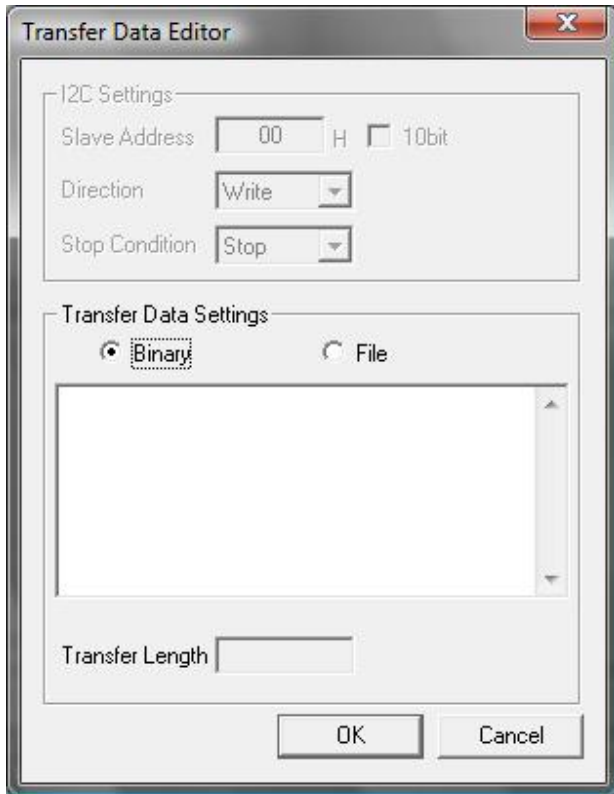 Transfer Data Editor
I2C Settings
Slave Address 00 H 10bit
Direction Write
Stop Condition Stop
Transfer Data Settings
Binary File
Transfer Length
OK Cancel